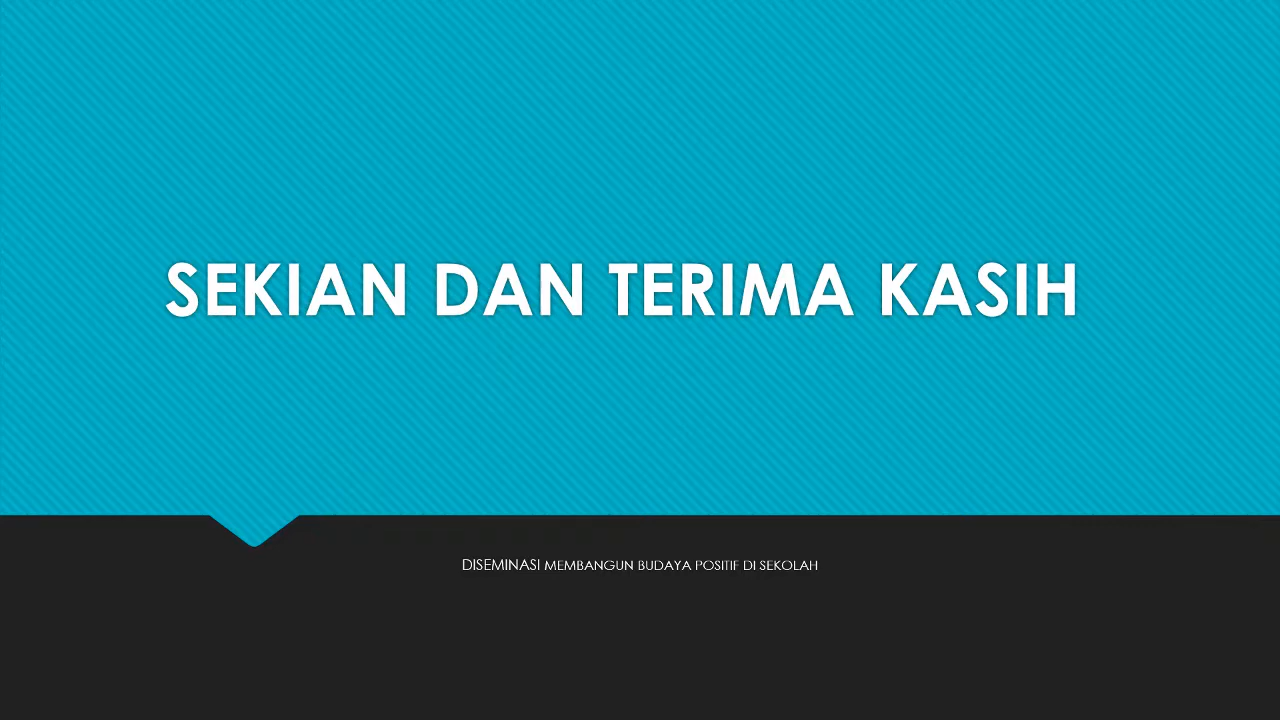 SEKIAN DAN TERIMA KASIH
DISEMINASI MEMBANGUN BUDAYA POSITIF DI SEKOLAH